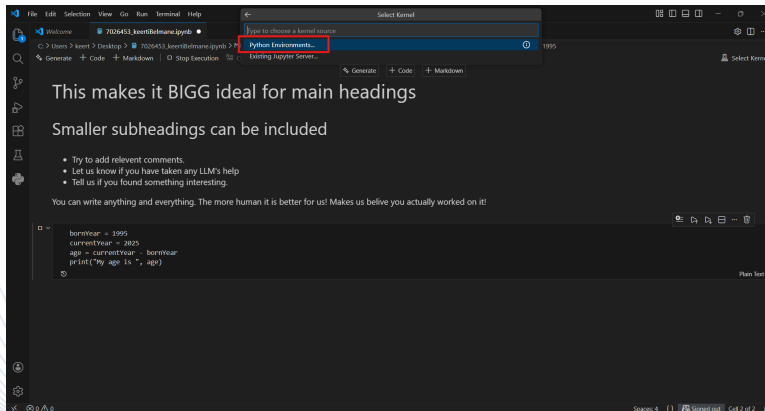 File Edit Selection View Go Run Terminal Help
Select Kernel
Welcome 7026453_keertiBelmane.ipynb
Type to choose a kernel source
C: > Users > keert > Desktop > 7026453_keertiBelmane.ipynb >
Python Environments...
1995
Generate + Code + Markdown Stop Execution
Existing Jupyter Server...
Generate + Code + Markdown
This makes it BIGG ideal for main headings
Smaller subheadings can be included
• Try to add relevent comments.
• Let us know if you have taken any LLM's help
• Tell us if you found something interesting.
You can write anything and everything. The more human it is better for us! Makes us belive you actually worked on it!
bornYear = 1995
currentYear = 2025
age = currentYear - bornYear
print("My age is ", age)
Plain Text
0 0 Spaces: 4 Signed out Cell 2 of 2